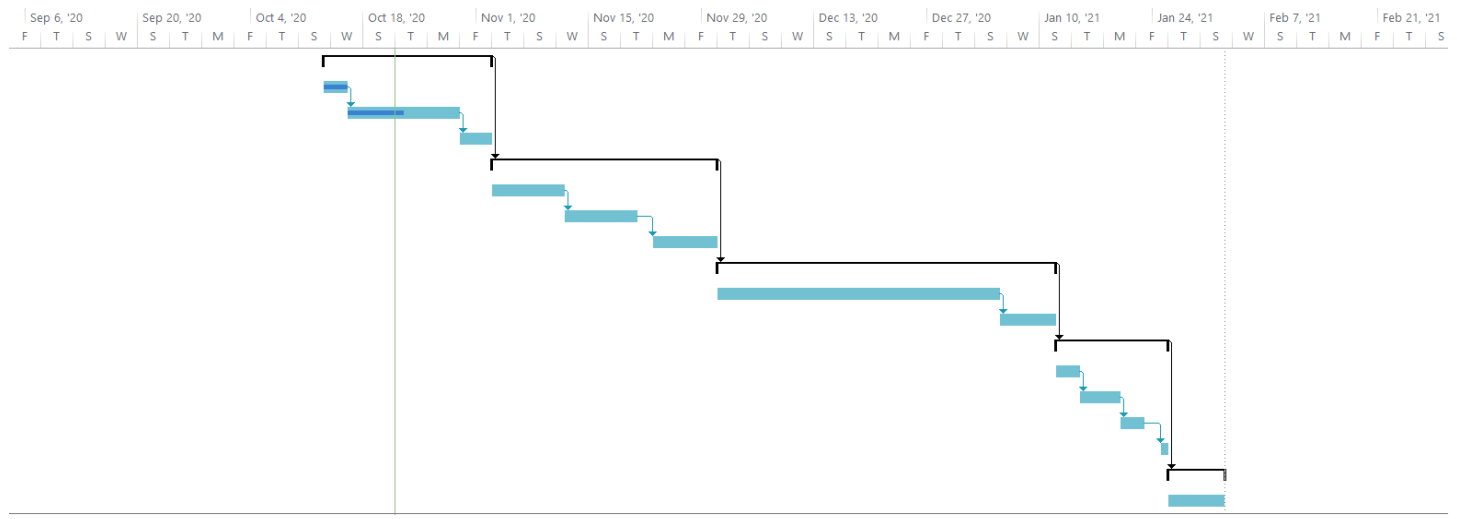 Sep 6, '20 Sep 20, '20 Oct 4, '20 Oct 18, '20 Nov 1, '20 Nov 15, '20 Nov 29, '20 Dec 13, '20 Dec 27, '20 Jan 10, '21 Jan 24, '21 Feb 7, '21 Feb 21, '21
F T S W S T M F T S W S T M F T S W S T M F T S W S T M F T S W S T M F T S W S T M F T S